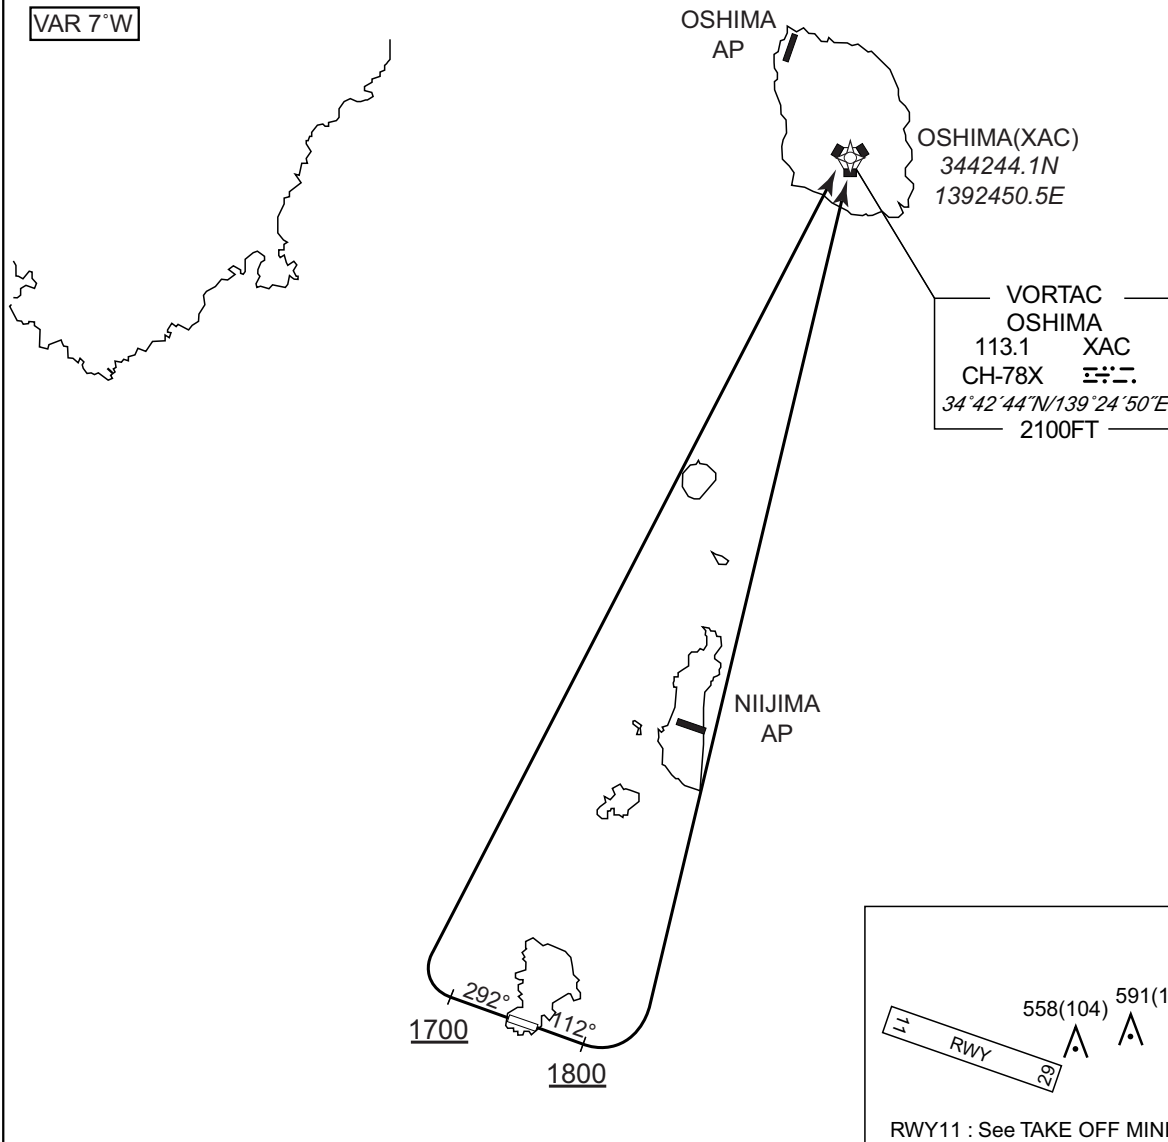 VAR 7°W
OSHIMA
AP
OSHIMA(XAC)
344244.1N
1392450.5E
VORTAC
OSHIMA
113.1 XAC
CH-78X
34°42´44˝N/139°24´50˝E
2100FT
NIIJIMA
AP
292°
112°
1700
1800
558(104)
591(1
11
RWY
29
RWY11 : See TAKE OFF MINI